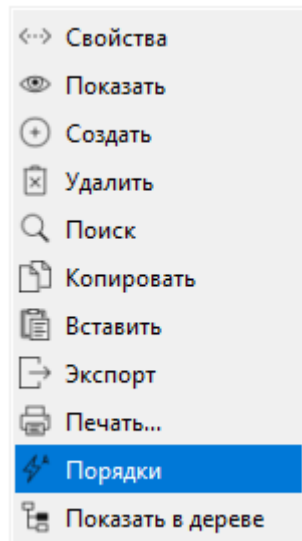 Свойства
Показать
Создать
Удалить
Поиск
Копировать
Вставить
Экспорт
Печать...
Порядки
Показать в дереве